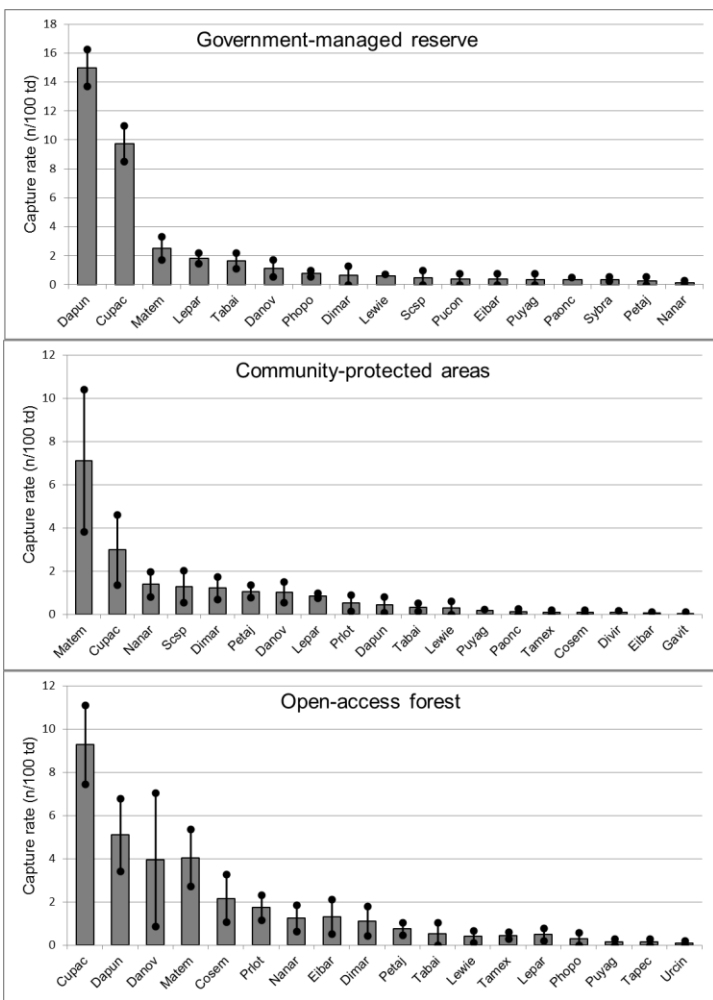 Government-managed reserve
Capture rate (n/100 td)
18
16
14
12
10
8
6
4
2
0
Dapun Cupac Matem Lepar Tabai Danov Phopo Dimar Lewie Scsp Pucon Eibar Puyag Paonc Sybra Petaj Nanar
Community-protected areas
Capture rate (n/100 td)
12
10
8
6
4
2
0
Matem Cupac Nanar Scsp Dimar Petaj Danov Lepar Prlot Dapun Tabai Lewie Puyag Paonc Tamex Cosem Divir Eibar Gavit
Open-access forest
Capture rate (n/100 td)
12
10
8
6
4
2
0
Cupac Dapun Danov Matem Cosem Prlot Nanar Eibar Dimar Petaj Tabai Lewie Tamex Lepar Phopo Puyag Tapec Urcin